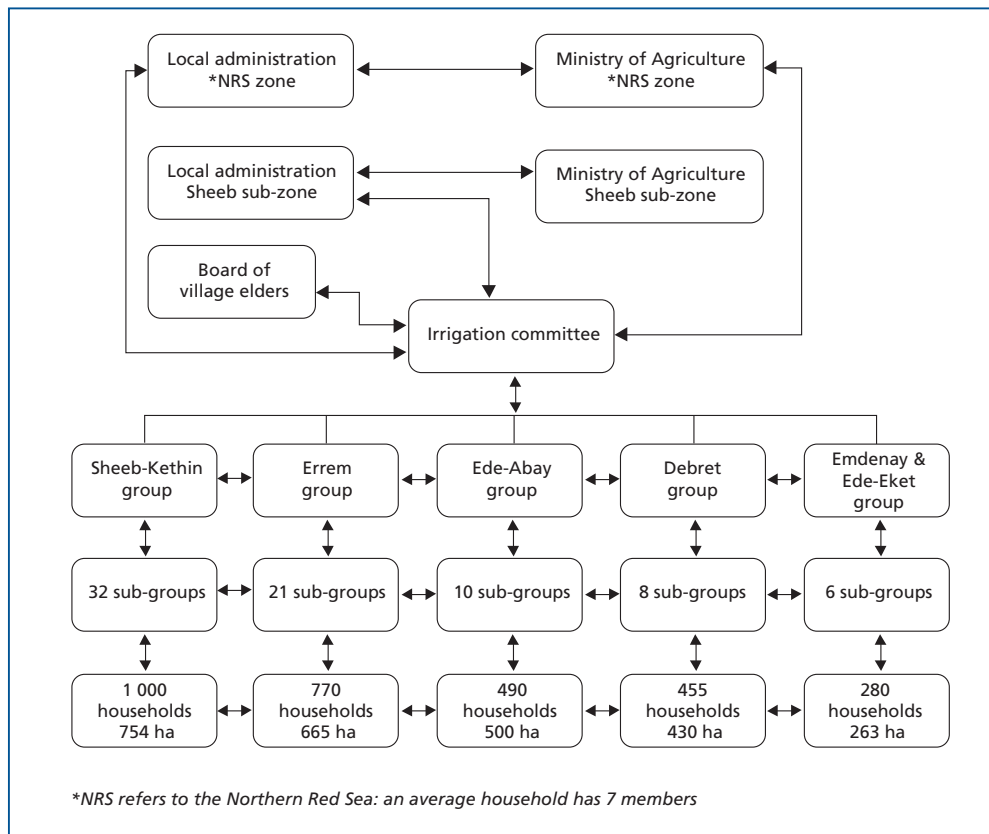 Local administration
*NRS zone
Ministry of Agriculture
*NRS zone
Local administration
Sheeb sub-zone
Ministry of Agriculture
Sheeb sub-zone
Board of
village elders
Irrigation committee
Sheeb-Kethin
group
Errem
group
Ede-Abay
group
Debret
group
Emdenay &
Ede-Eket
group
32 sub-groups
21 sub-groups
10 sub-groups
8 sub-groups
6 sub-groups
1 000
households
754 ha
770
households
665 ha
490
households
500 ha
455
households
430 ha
280
households
263 ha
*NRS refers to the Northern Red Sea: an average household has 7 members